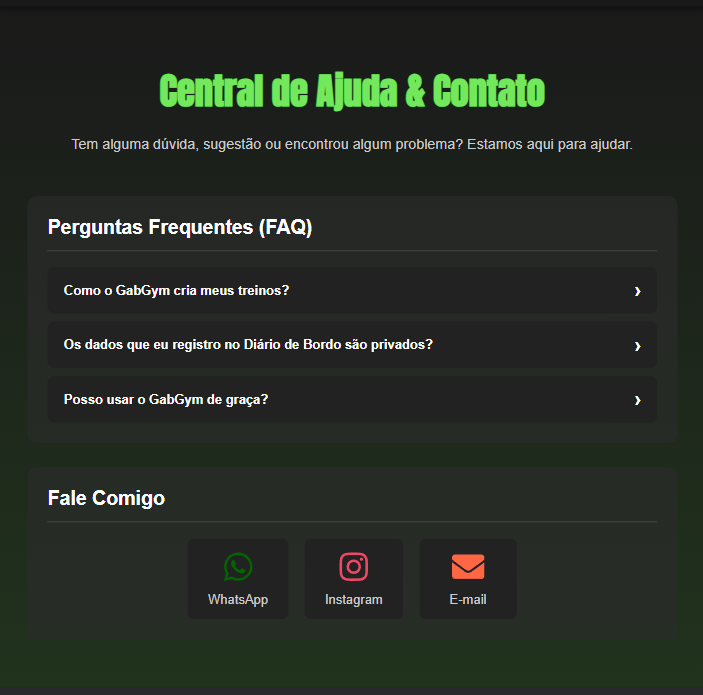 Central de Ajuda & Contato
Tem alguma dúvida, sugestão ou encontrou algum problema? Estamos aqui para ajudar.
Perguntas Frequentes (FAQ)
Como o GabGym cria meus treinos?
Os dados que eu registro no Diário de Bordo são privados?
Posso usar o GabGym de graça?
Fale Comigo
WhatsApp
Instagram
E-mail